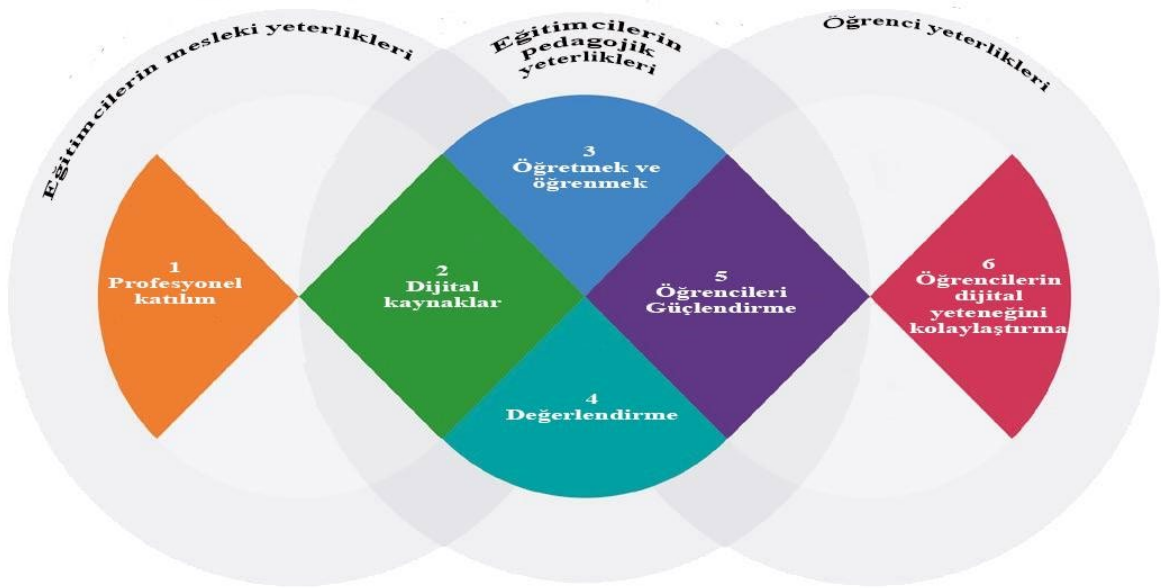 Eğitimcilerin mesleki yeterlikleri
Eğitimcilerin
pedagojik
yeterlikleri
Öğrenci yeterlikleri
1
Profesyonel
katılım
2
Dijital
kaynaklar
3
Öğretmek ve
öğrenmek
4
Değerlendirme
5
Öğrencileri
Güçlendirme
6
Öğrencilerin
dijital
yeteneğini
kolaylaştırma